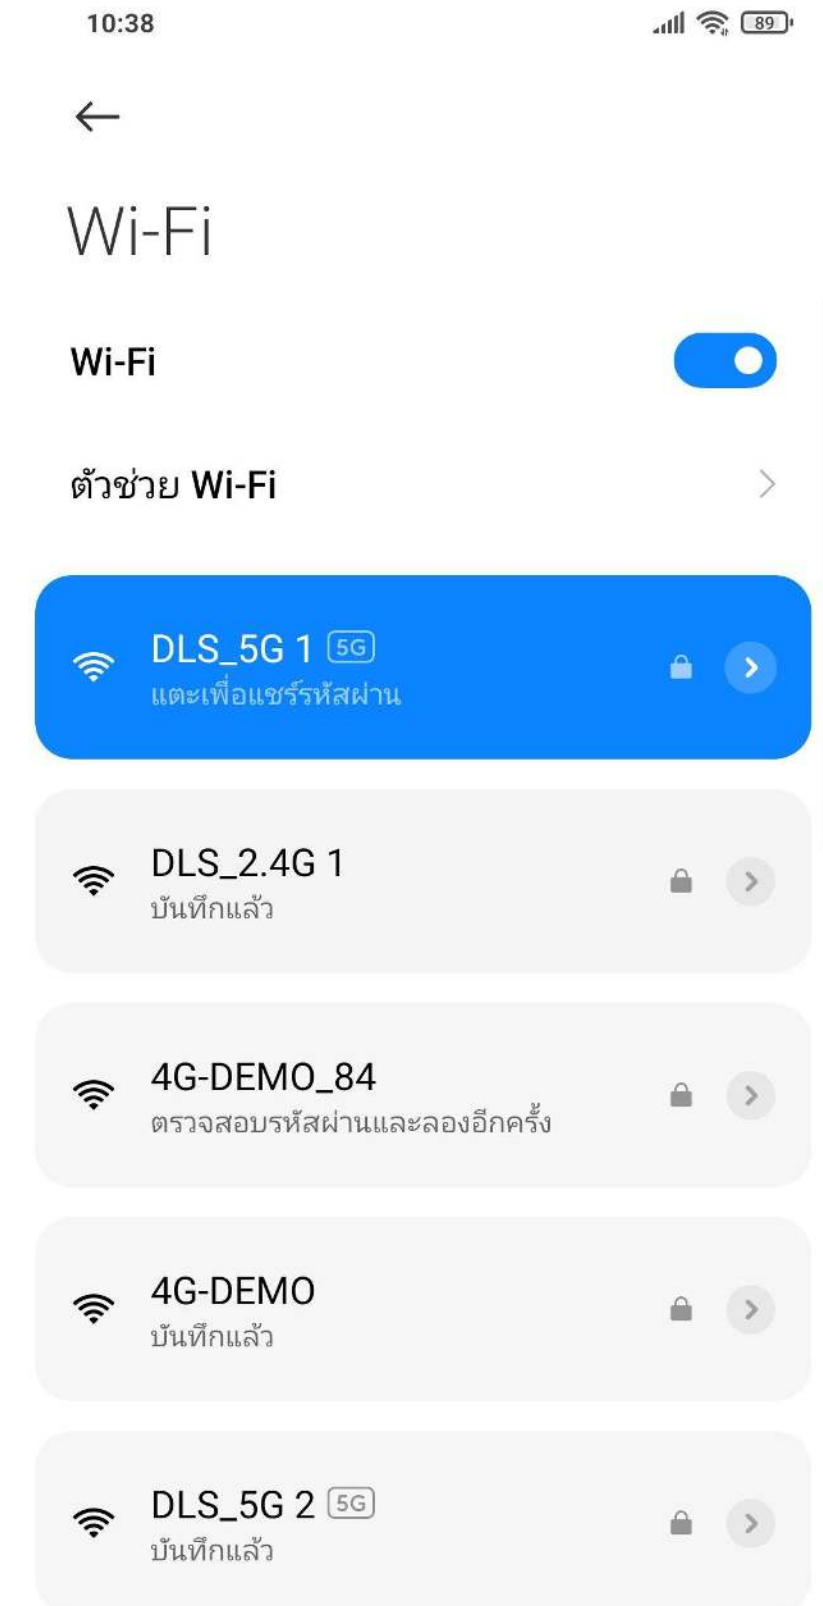 10:38
89
Wi-Fi
Wi-Fi
ตัวช่วย Wi-Fi
DLS_5G 1 5G
แตะเพื่อแชร์รหัสผ่าน
DLS_2.4G 1
บันทึกแล้ว
4G-DEMO_84
ตรวจสอบรหัสผ่านและลองอีกครั้ง
4G-DEMO
บันทึกแล้ว
DLS_5G 2 5G
บันทึกแล้ว